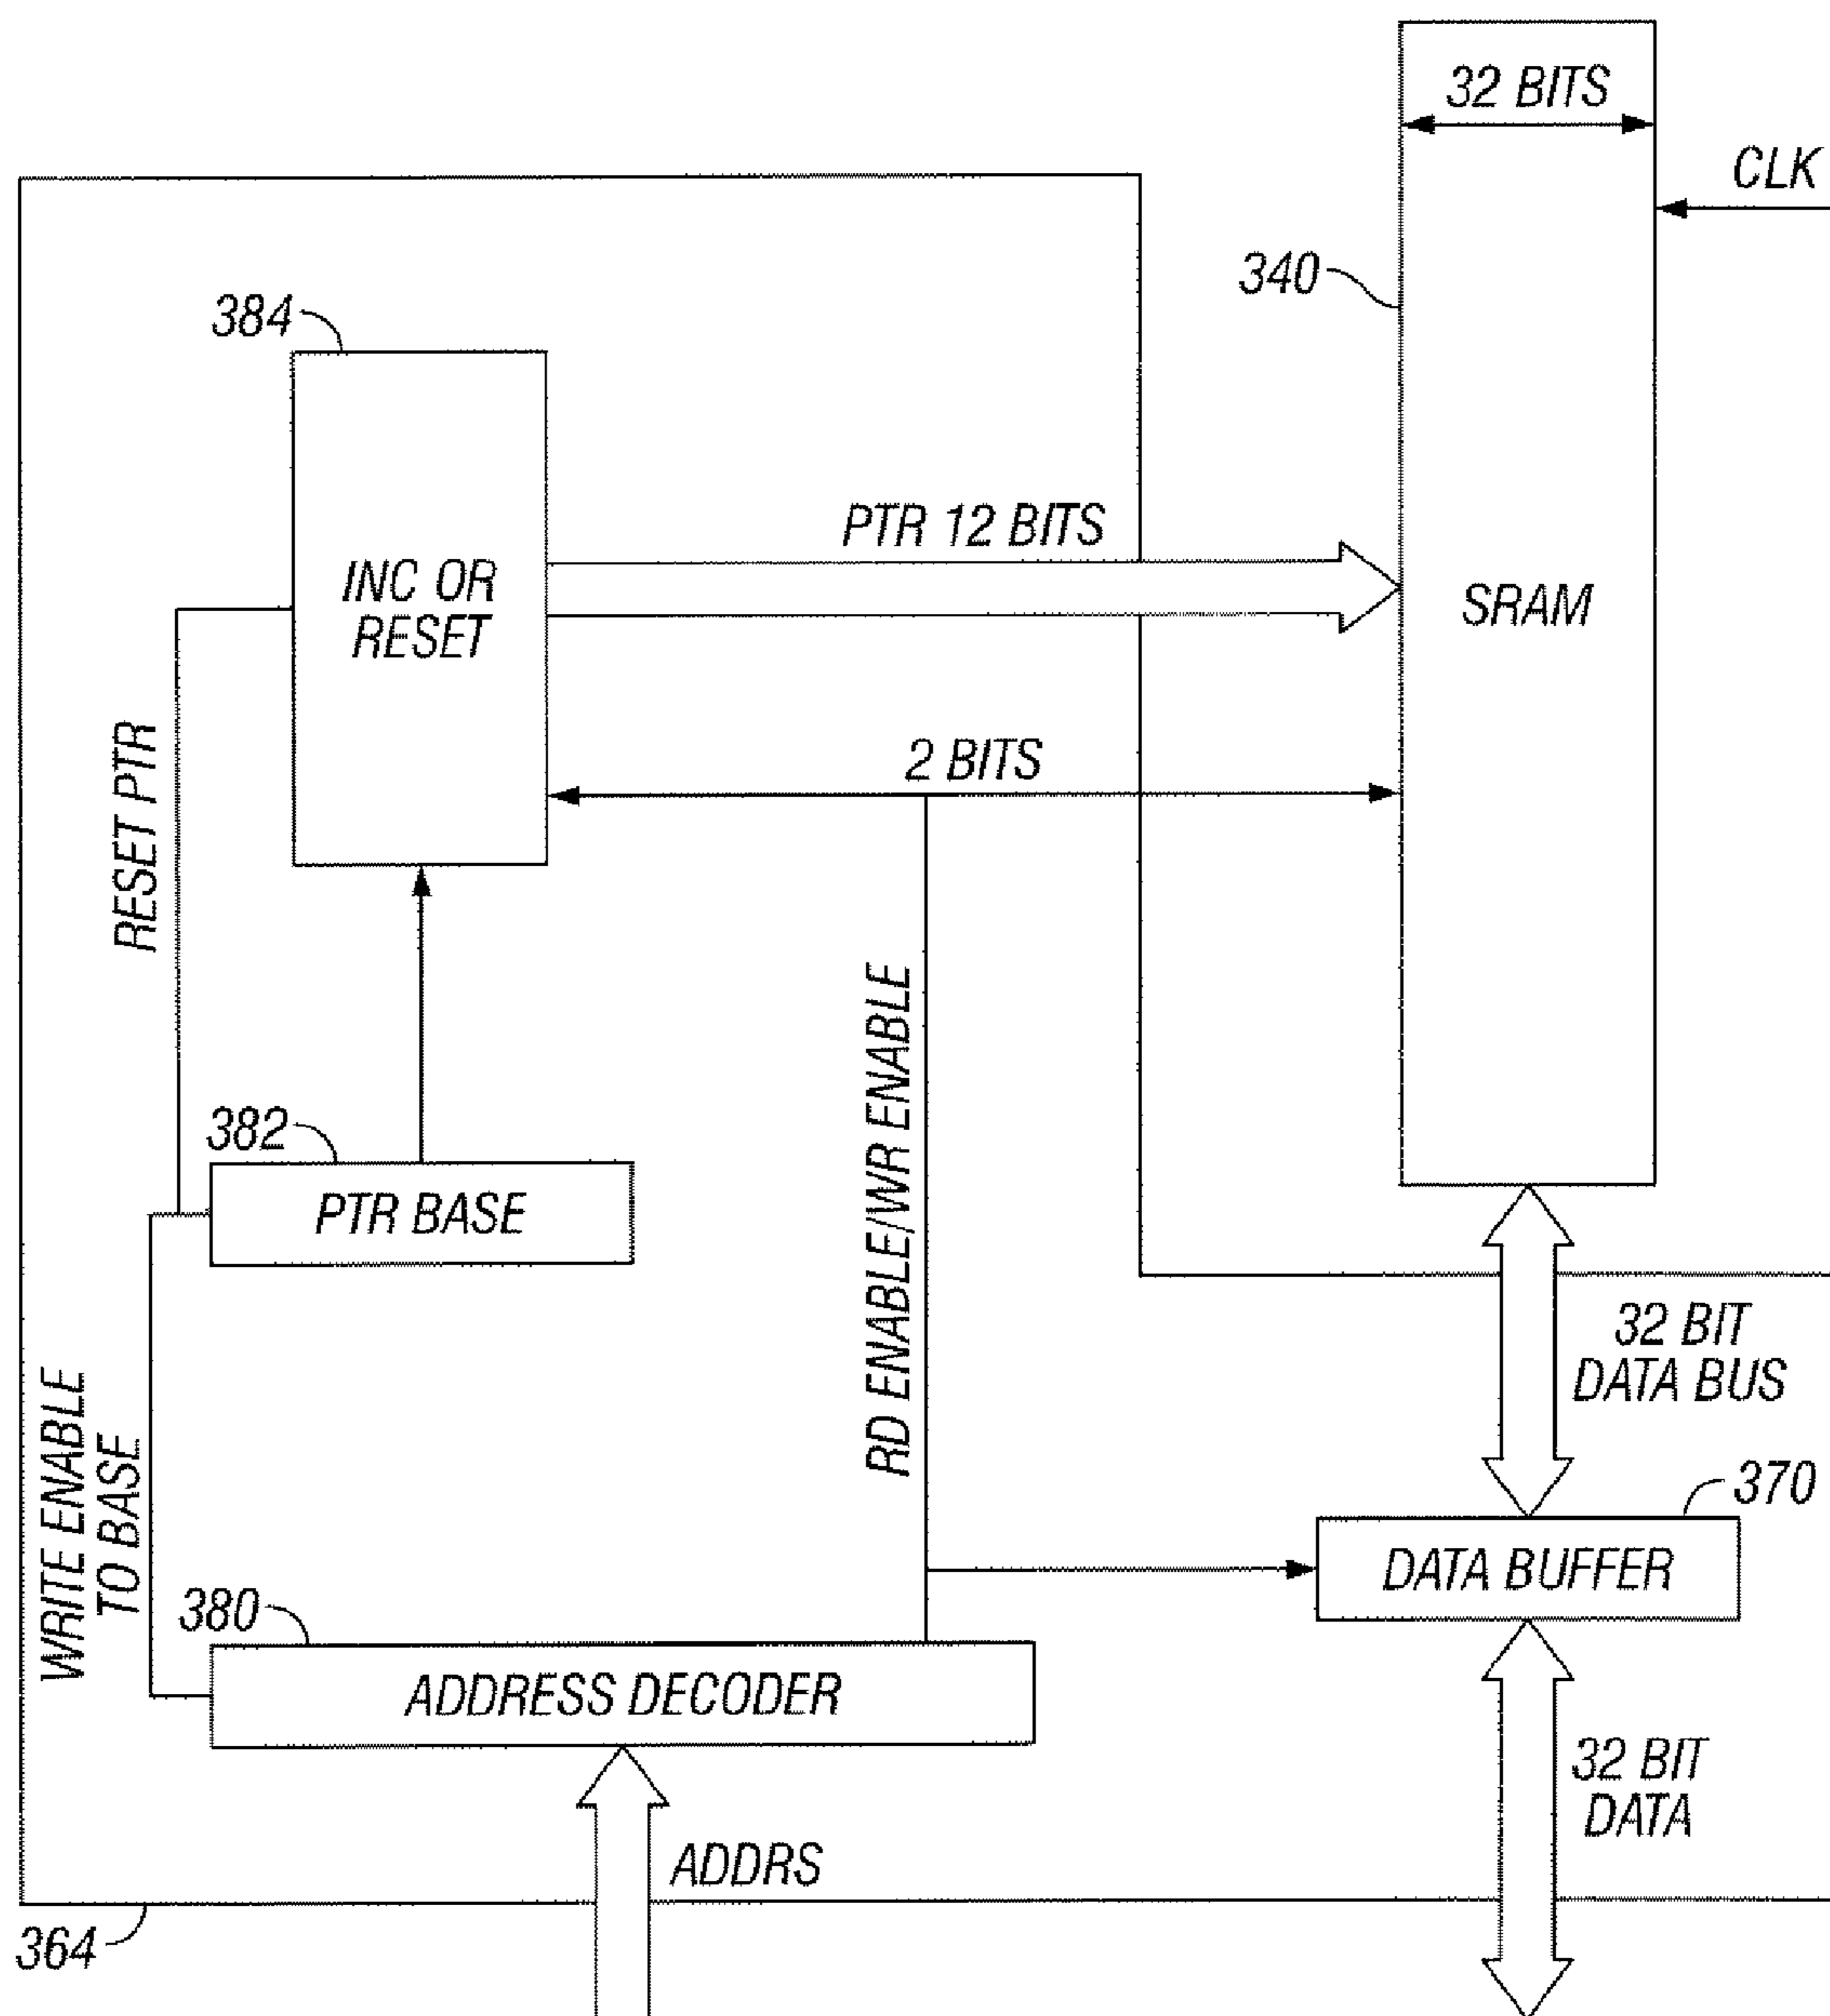 32 BITS
CLK
340
384
INC OR
RESET
PTR 12 BITS
SRAM
2 BITS
RESET PTR
RD ENABLE/WR ENABLE
382
PTR BASE
32 BIT
DATA BUS
WRITE ENABLE
TO BASE
370
DATA BUFFER
380
ADDRESS DECODER
32 BIT
DATA
ADDRS
364